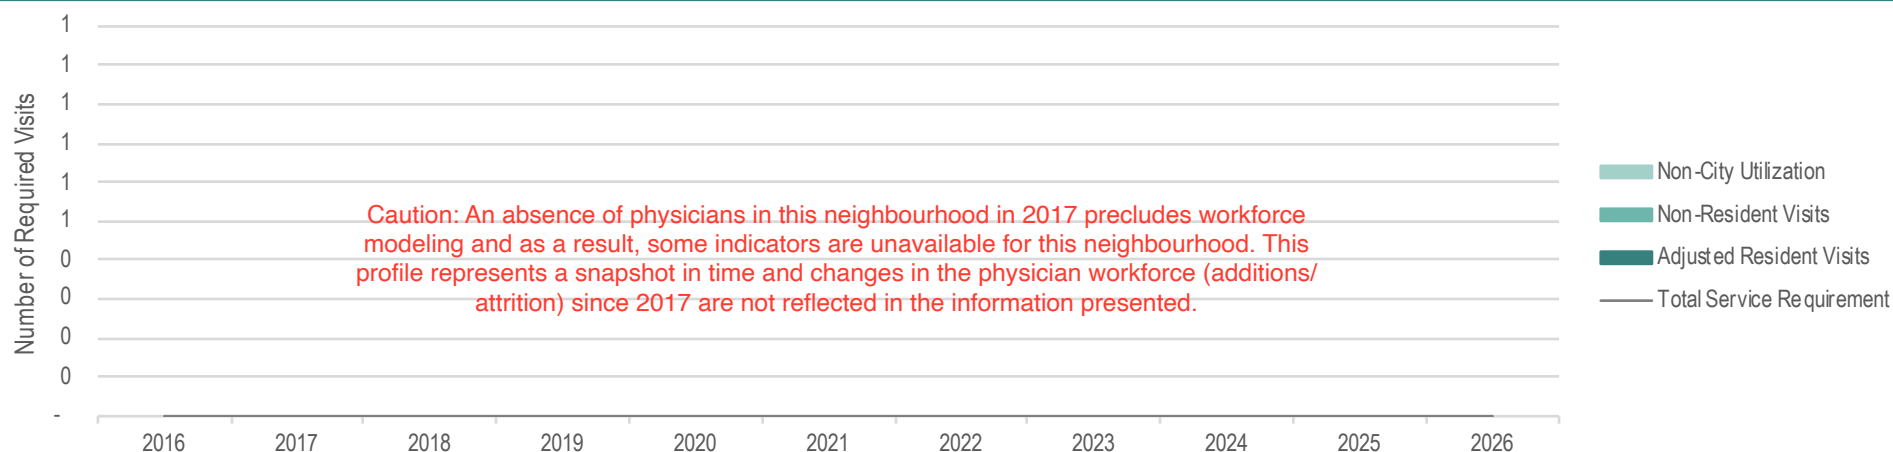 Number of Required Visits
1
1
1
1
1
1
0
0
0
0
-
Caution: An absence of physicians in this neighbourhood in 2017 precludes workforce
modeling and as a result, some indicators are unavailable for this neighbourhood. This
profile represents a snapshot in time and changes in the physician workforce (additions/
attrition) since 2017 are not reflected in the information presented.
2016 2017 2018 2019 2020 2021 2022 2023 2024 2025 2026
Non-City Utilization
Non-Resident Visits
Adjusted Resident Visits
Total Service Requirement